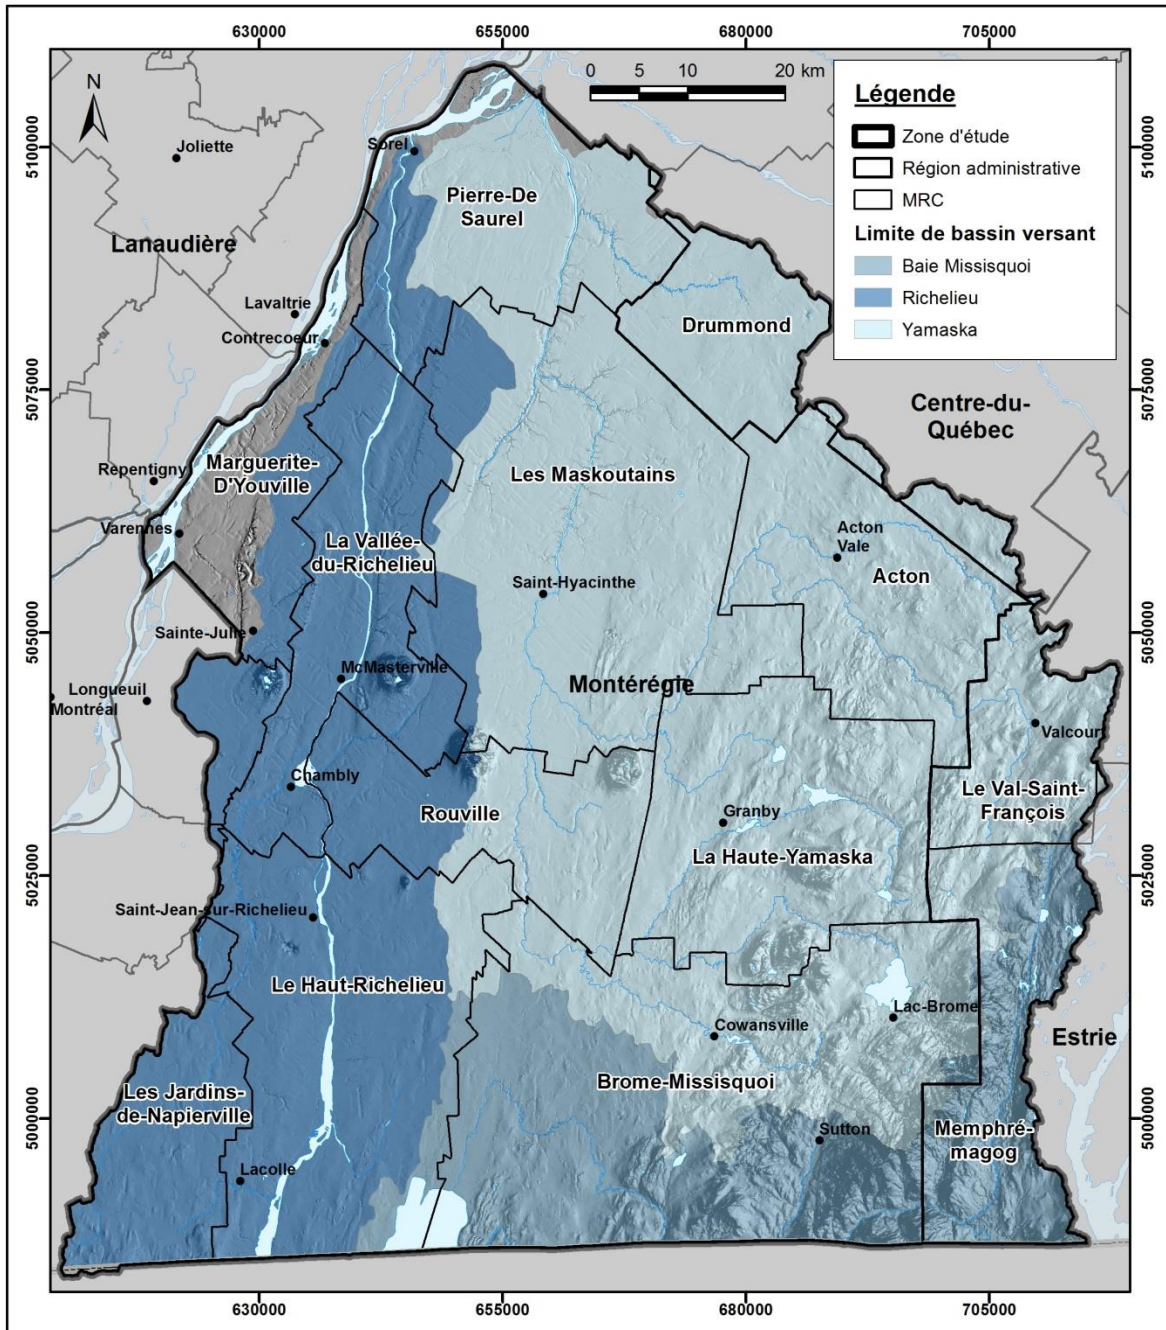 630000 655000 680000 705000
N
0 5 10 20 km
Légende
Zone d'étude
Région administrative
MRC
Limite de bassin versant
Baie Missisquoi
Richelieu
Yamaska
5100000
5100000
Joliette
Sorel
Pierre-De
Saurel
Lanaudière
Lavaltrie
Contrecoeur
Drummond
5075000
5075000
Centre-du-
Québec
Repentigny
Marguerite-
D'Youville
Les Maskoutains
Varennes
La Vallée-
du-Richelieu
Acton
Vale
Acton
Saint-Hyacinthe
5050000
5050000
Sainte-Julie
McMasterville
Montérégie
Longueuil
Montréal
Valcourt
Chambly
Rouville
Granby
Le Val-Saint-
François
La Haute-Yamaska
5025000
5025000
Saint-Jean-sur-Richelieu
Le Haut-Richelieu
Lac-Brome
Cowansville
Estrie
Brome-Missisquoi
Les Jardins-
de-Napierville
5000000
5000000
Sutton
Memphré-
magog
Lacolle
630000 655000 680000 705000